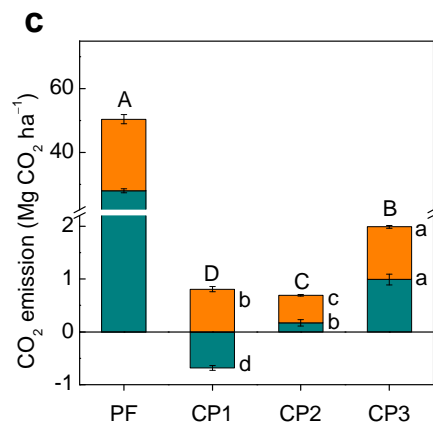 c
CO₂ emission (Mg CO₂ ha⁻¹)
60
40
2
1
0
-1
A
D
C
B
b
d
c
b
a
a
PF CP1 CP2 CP3